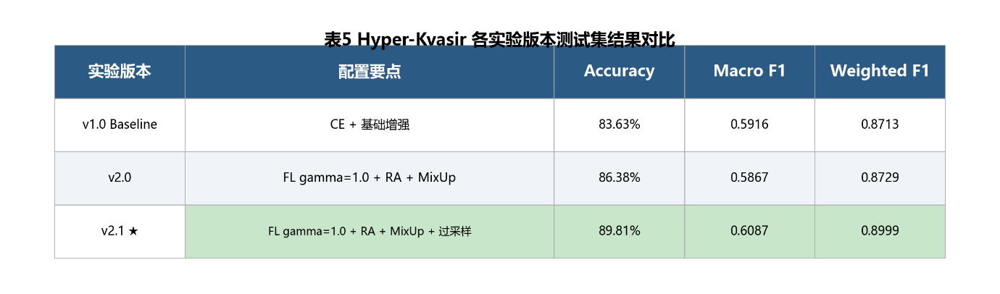 表5 Hyper-Kvasir 各实验版本测试集结果对比
实验版本 配置要点 Accuracy Macro F1 Weighted F1
v1.0 Baseline CE + 基础增强 83.63% 0.5916 0.8713
v2.0 FL gamma=1.0 + RA + MixUp 86.38% 0.5867 0.8729
v2.1 ★ FL gamma=1.0 + RA + MixUp + 过采样 89.81% 0.6087 0.8999